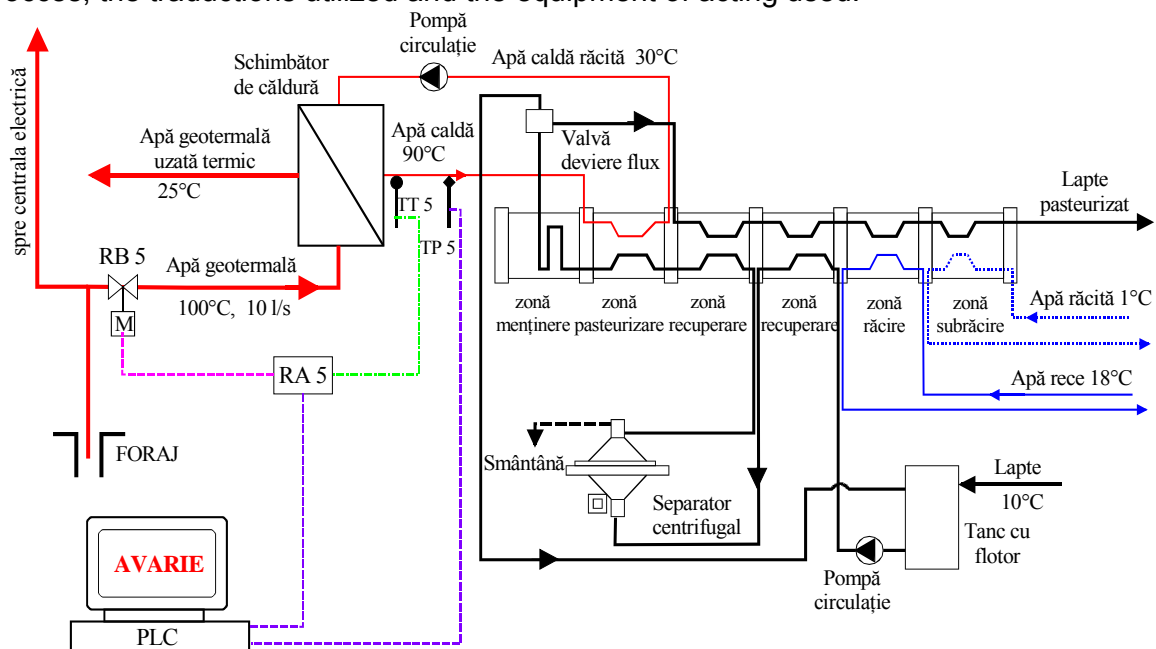 ocess, the traductions utilized and the equipment of acting used.
Pompă
circulație
Apă caldă răcită 30°C
Schimbător
de căldură
spre centrala electrică
Apă geotermală
uzată termic
25°C
Apă caldă
90°C
Valvă
deviere flux
Lapte
pasteurizat
TT 5
TP 5
RB 5
Apă geotermală
100°C, 10 l/s
M
zonă
menținere
zonă
pasteurizare
zonă
recuperare
zonă
recuperare
zonă
răcire
zonă
subrăcire
Apă răcită 1°C
Apă rece 18°C
RA 5
FORAJ
Smântână
Separator
centrifugal
Lapte
10°C
Tanc cu
flotor
Pompă
circulație
AVARIE
PLC